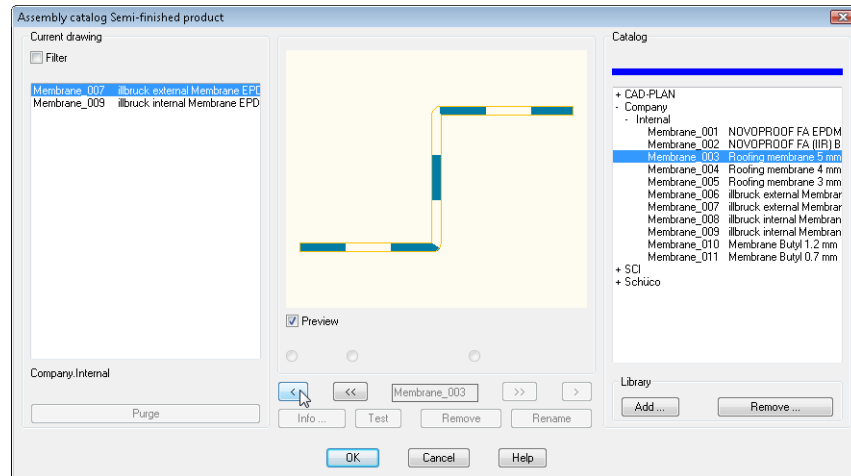 Assembly catalog Semi-finished product
Current drawing
Filter
Membrane_007 illbruck external Membrane EPD
Membrane_009 illbruck internal Membrane EPD
Company.Internal
Purge
Preview
< << Membrane_003 >> >
Info ... Test Remove Rename
OK Cancel Help
Catalog
+ CAD-PLAN
- Company
- Internal
Membrane_001 NOVOPROOF FA EPDM
Membrane_002 NOVOPROOF FA (IIR) B
Membrane_003 Roofing membrane 5 mm
Membrane_004 Roofing membrane 4 mm
Membrane_005 Roofing membrane 3 mm
Membrane_006 illbruck external Membran
Membrane_007 illbruck external Membran
Membrane_008 illbruck internal Membran
Membrane_009 illbruck internal Membran
Membrane_010 Membrane Butyl 1.2 mm
Membrane_011 Membrane Butyl 0.7 mm
+ SCI
+ Schüco
Library
Add ... Remove ...